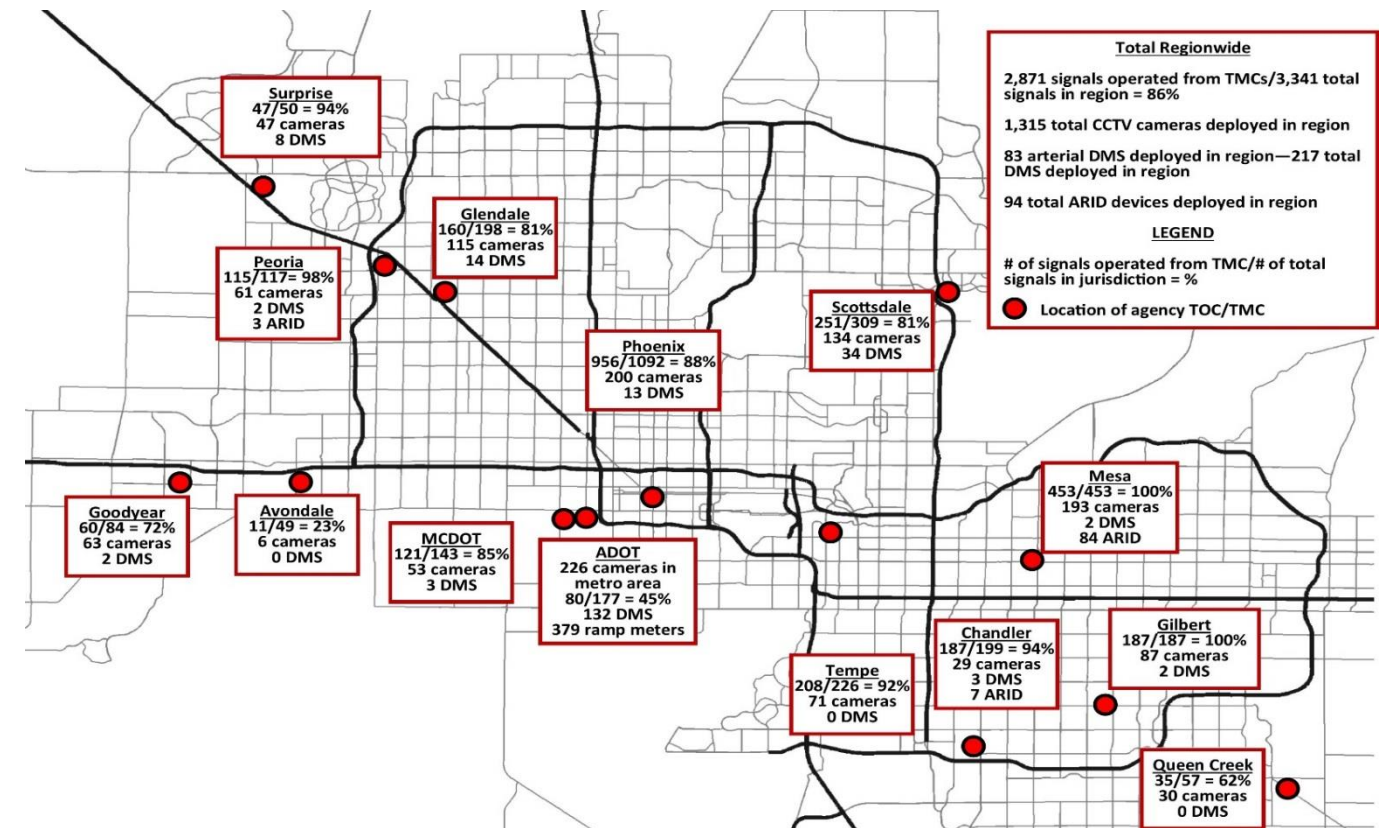 Total Regionwide
2,871 signals operated from TMCs/3,341 total
signals in region = 86%
1,315 total CCTV cameras deployed in region
83 arterial DMS deployed in region—217 total
DMS deployed in region
94 total ARID devices deployed in region
LEGEND
# of signals operated from TMC/# of total
signals in jurisdiction = %
Location of agency TOC/TMC
Surprise
47/50 = 94%
47 cameras
8 DMS
Glendale
160/198 = 81%
115 cameras
14 DMS
Peoria
115/117= 98%
61 cameras
2 DMS
3 ARID
Scottsdale
251/309 = 81%
134 cameras
34 DMS
Phoenix
956/1092 = 88%
200 cameras
13 DMS
Mesa
453/453 = 100%
193 cameras
2 DMS
84 ARID
Goodyear
60/84 = 72%
63 cameras
2 DMS
Avondale
11/49 = 23%
6 cameras
0 DMS
MCDOT
121/143 = 85%
53 cameras
3 DMS
ADOT
226 cameras in
metro area
80/177 = 45%
132 DMS
379 ramp meters
Tempe
208/226 = 92%
71 cameras
0 DMS
Chandler
187/199 = 94%
29 cameras
3 DMS
7 ARID
Gilbert
187/187 = 100%
87 cameras
2 DMS
Queen Creek
35/57 = 62%
30 cameras
0 DMS